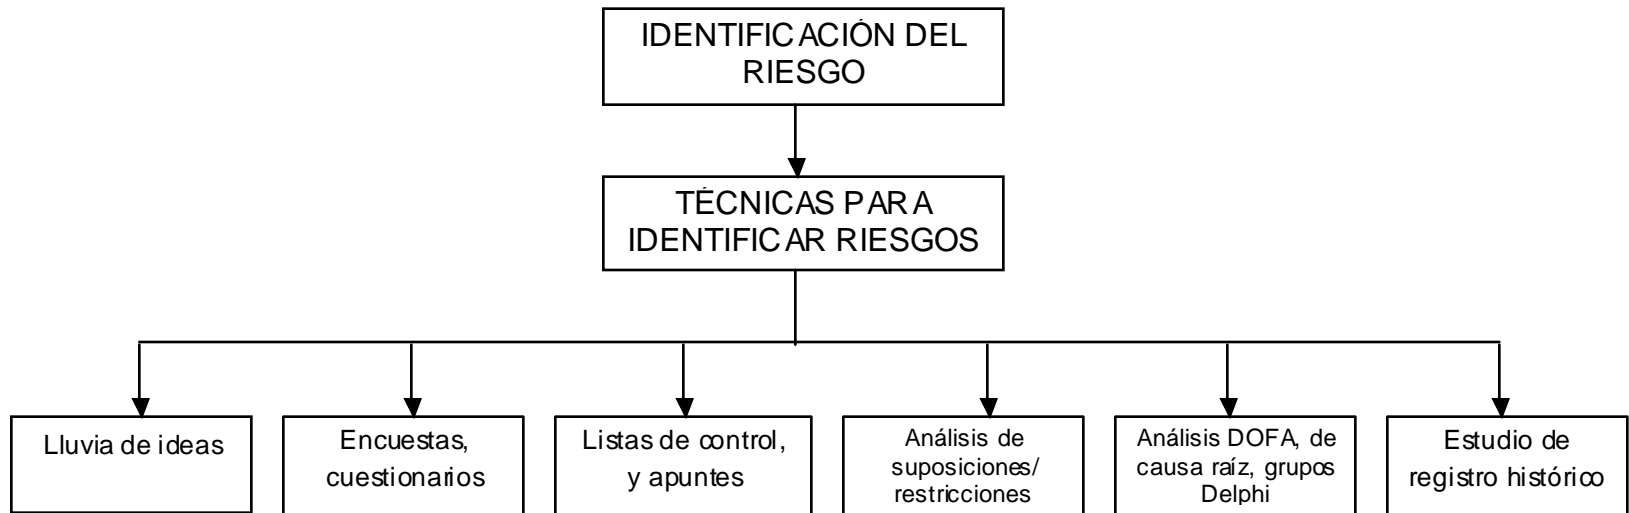 IDENTIFICACIÓN DEL
RIESGO
TÉCNICAS PARA
IDENTIFICAR RIESGOS
Lluvia de ideas
Encuestas,
cuestionarios
Listas de control,
y apuntes
Análisis de
suposiciones/
restricciones
Análisis DOFA, de
causa raíz, grupos
Delphi
Estudio de
registro histórico